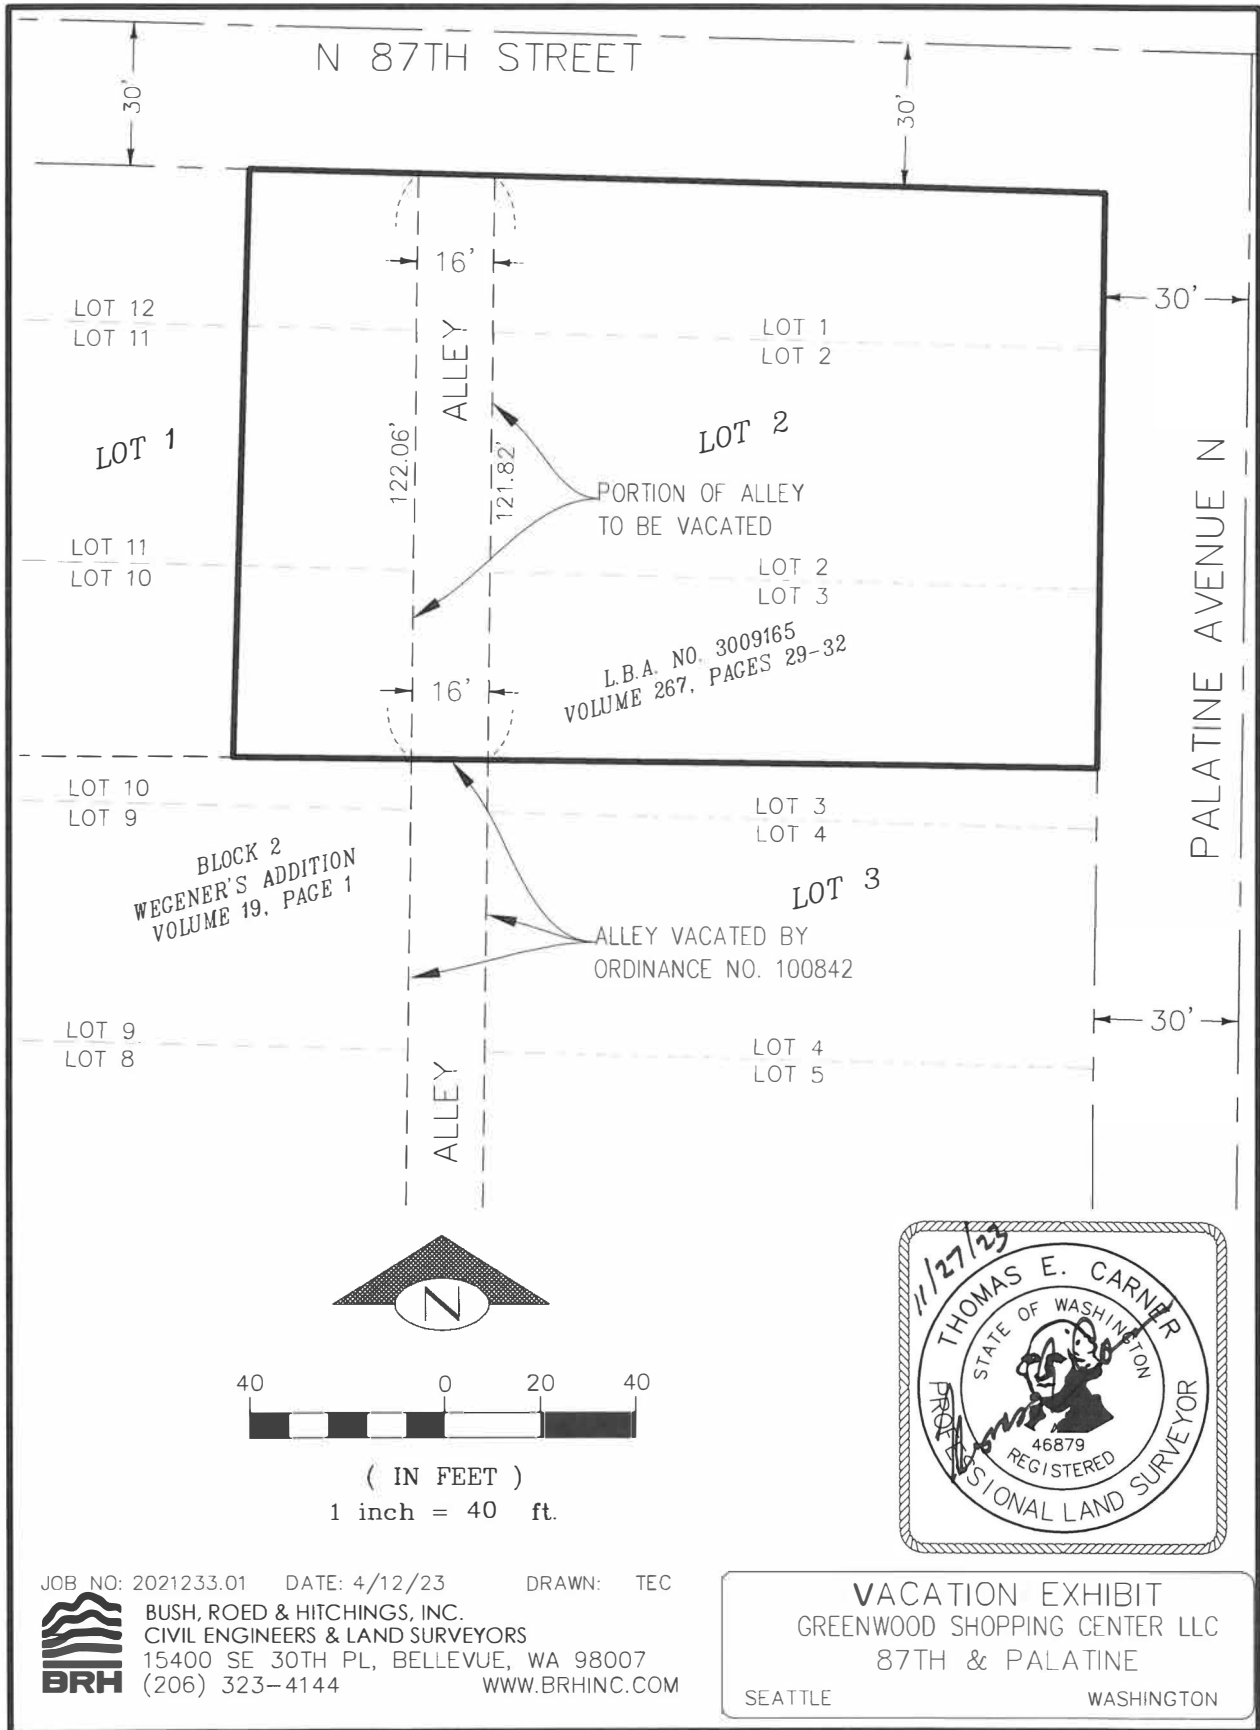 N 87TH STREET
30'
30'
16'
LOT 12
LOT 11
ALLEY
LOT 1
LOT 2
30'
LOT 1
LOT 2
122.06'
121.82'
PORTION OF ALLEY
TO BE VACATED
PALATINE AVENUE N
LOT 11
LOT 10
LOT 2
LOT 3
L.B.A. NO. 3009165
VOLUME 267, PAGES 29-32
16'
LOT 10
LOT 9
LOT 3
LOT 4
BLOCK 2
WEGENER'S ADDITION
VOLUME 19, PAGE 1
LOT 3
ALLEY VACATED BY
ORDINANCE NO. 100842
LOT 9
LOT 8
ALLEY
LOT 4
LOT 5
30'
N
40 0 20 40
( IN FEET )
1 inch = 40 ft.
11/27/23
THOMAS E. CARNER
STATE OF WASHINGTON
46879
REGISTERED
PROFESSIONAL LAND SURVEYOR
JOB NO: 2021233.01 DATE: 4/12/23 DRAWN: TEC
BRH
BUSH, ROED & HITCHINGS, INC.
CIVIL ENGINEERS & LAND SURVEYORS
15400 SE 30TH PL, BELLEVUE, WA 98007
(206) 323-4144 WWW.BRHINC.COM
VACATION EXHIBIT
GREENWOOD SHOPPING CENTER LLC
87TH & PALATINE
SEATTLE WASHINGTON